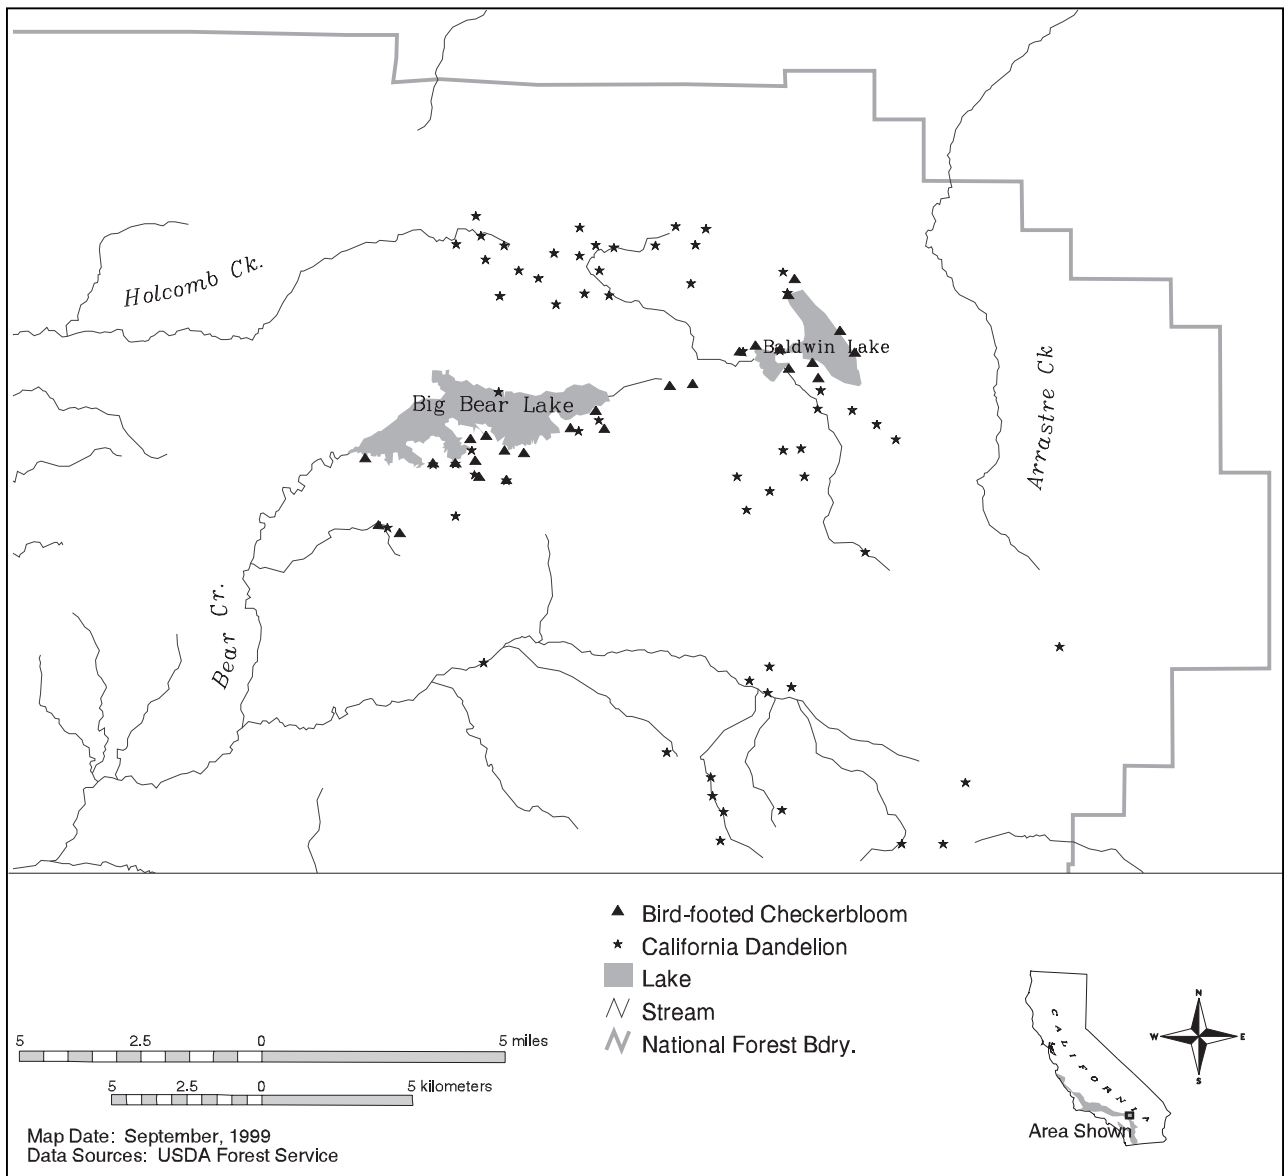 Holcomb Ck.
Baldwin Lake
Big Bear Lake
Arrastre Ck
Bear Cr.
Bird-footed Checkerbloom
California Dandelion
Lake
Stream
National Forest Bdry.
5 2.5 0 5 miles
5 2.5 0 5 kilometers
Map Date: September, 1999
Data Sources: USDA Forest Service
CALIFORNIA
Area Shown
N
W E
S